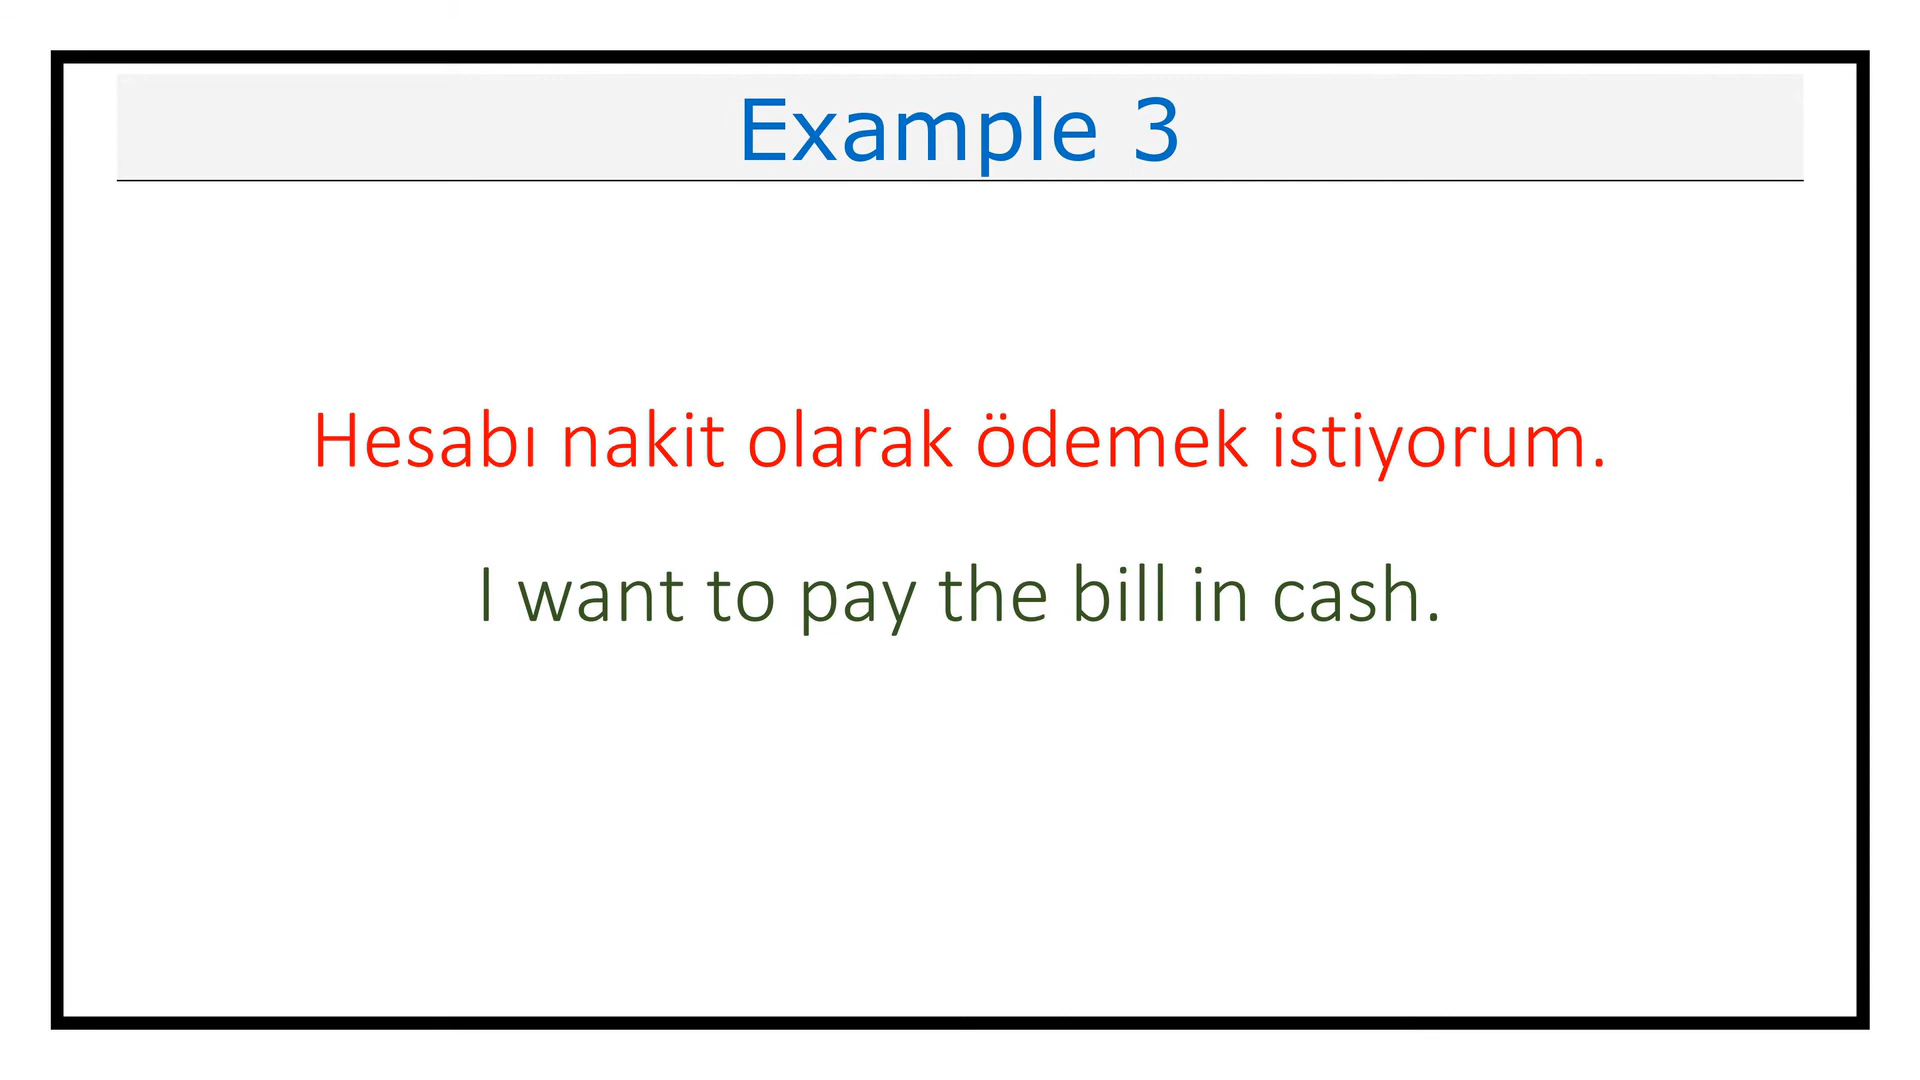 Example 3
Hesabı nakit olarak ödemek istiyorum.
I want to pay the bill in cash.